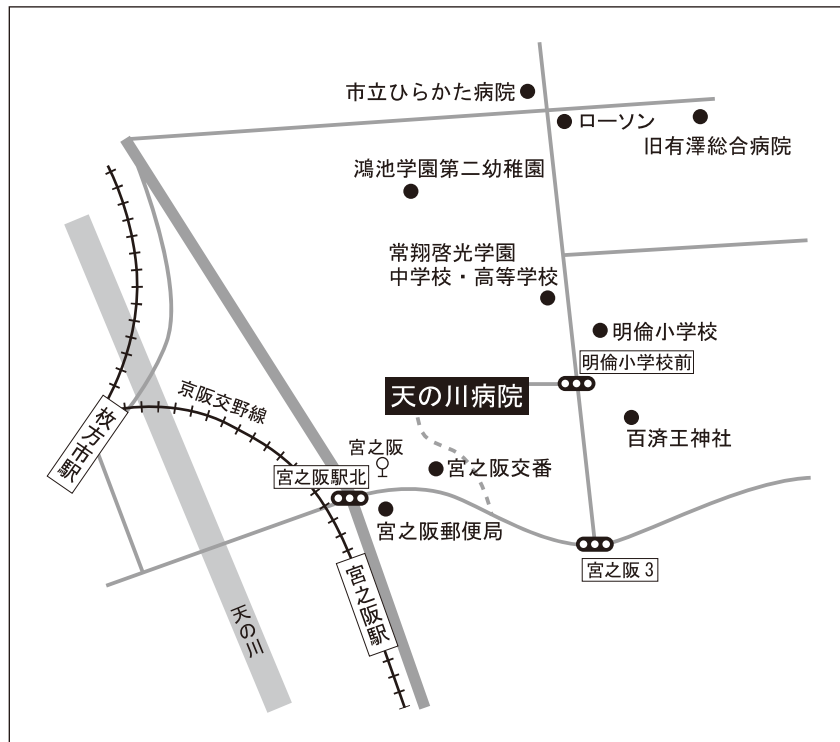 市立ひらかた病院
ローソン
旧有澤総合病院
鴻池学園第二幼稚園
常翔啓光学園
中学校・高等学校
明倫小学校
明倫小学校前
天の川病院
京阪交野線
枚方市駅
百済王神社
宮之阪
宮之阪交番
宮之阪駅北
宮之阪郵便局
宮之阪3
宮之阪駅
天の川